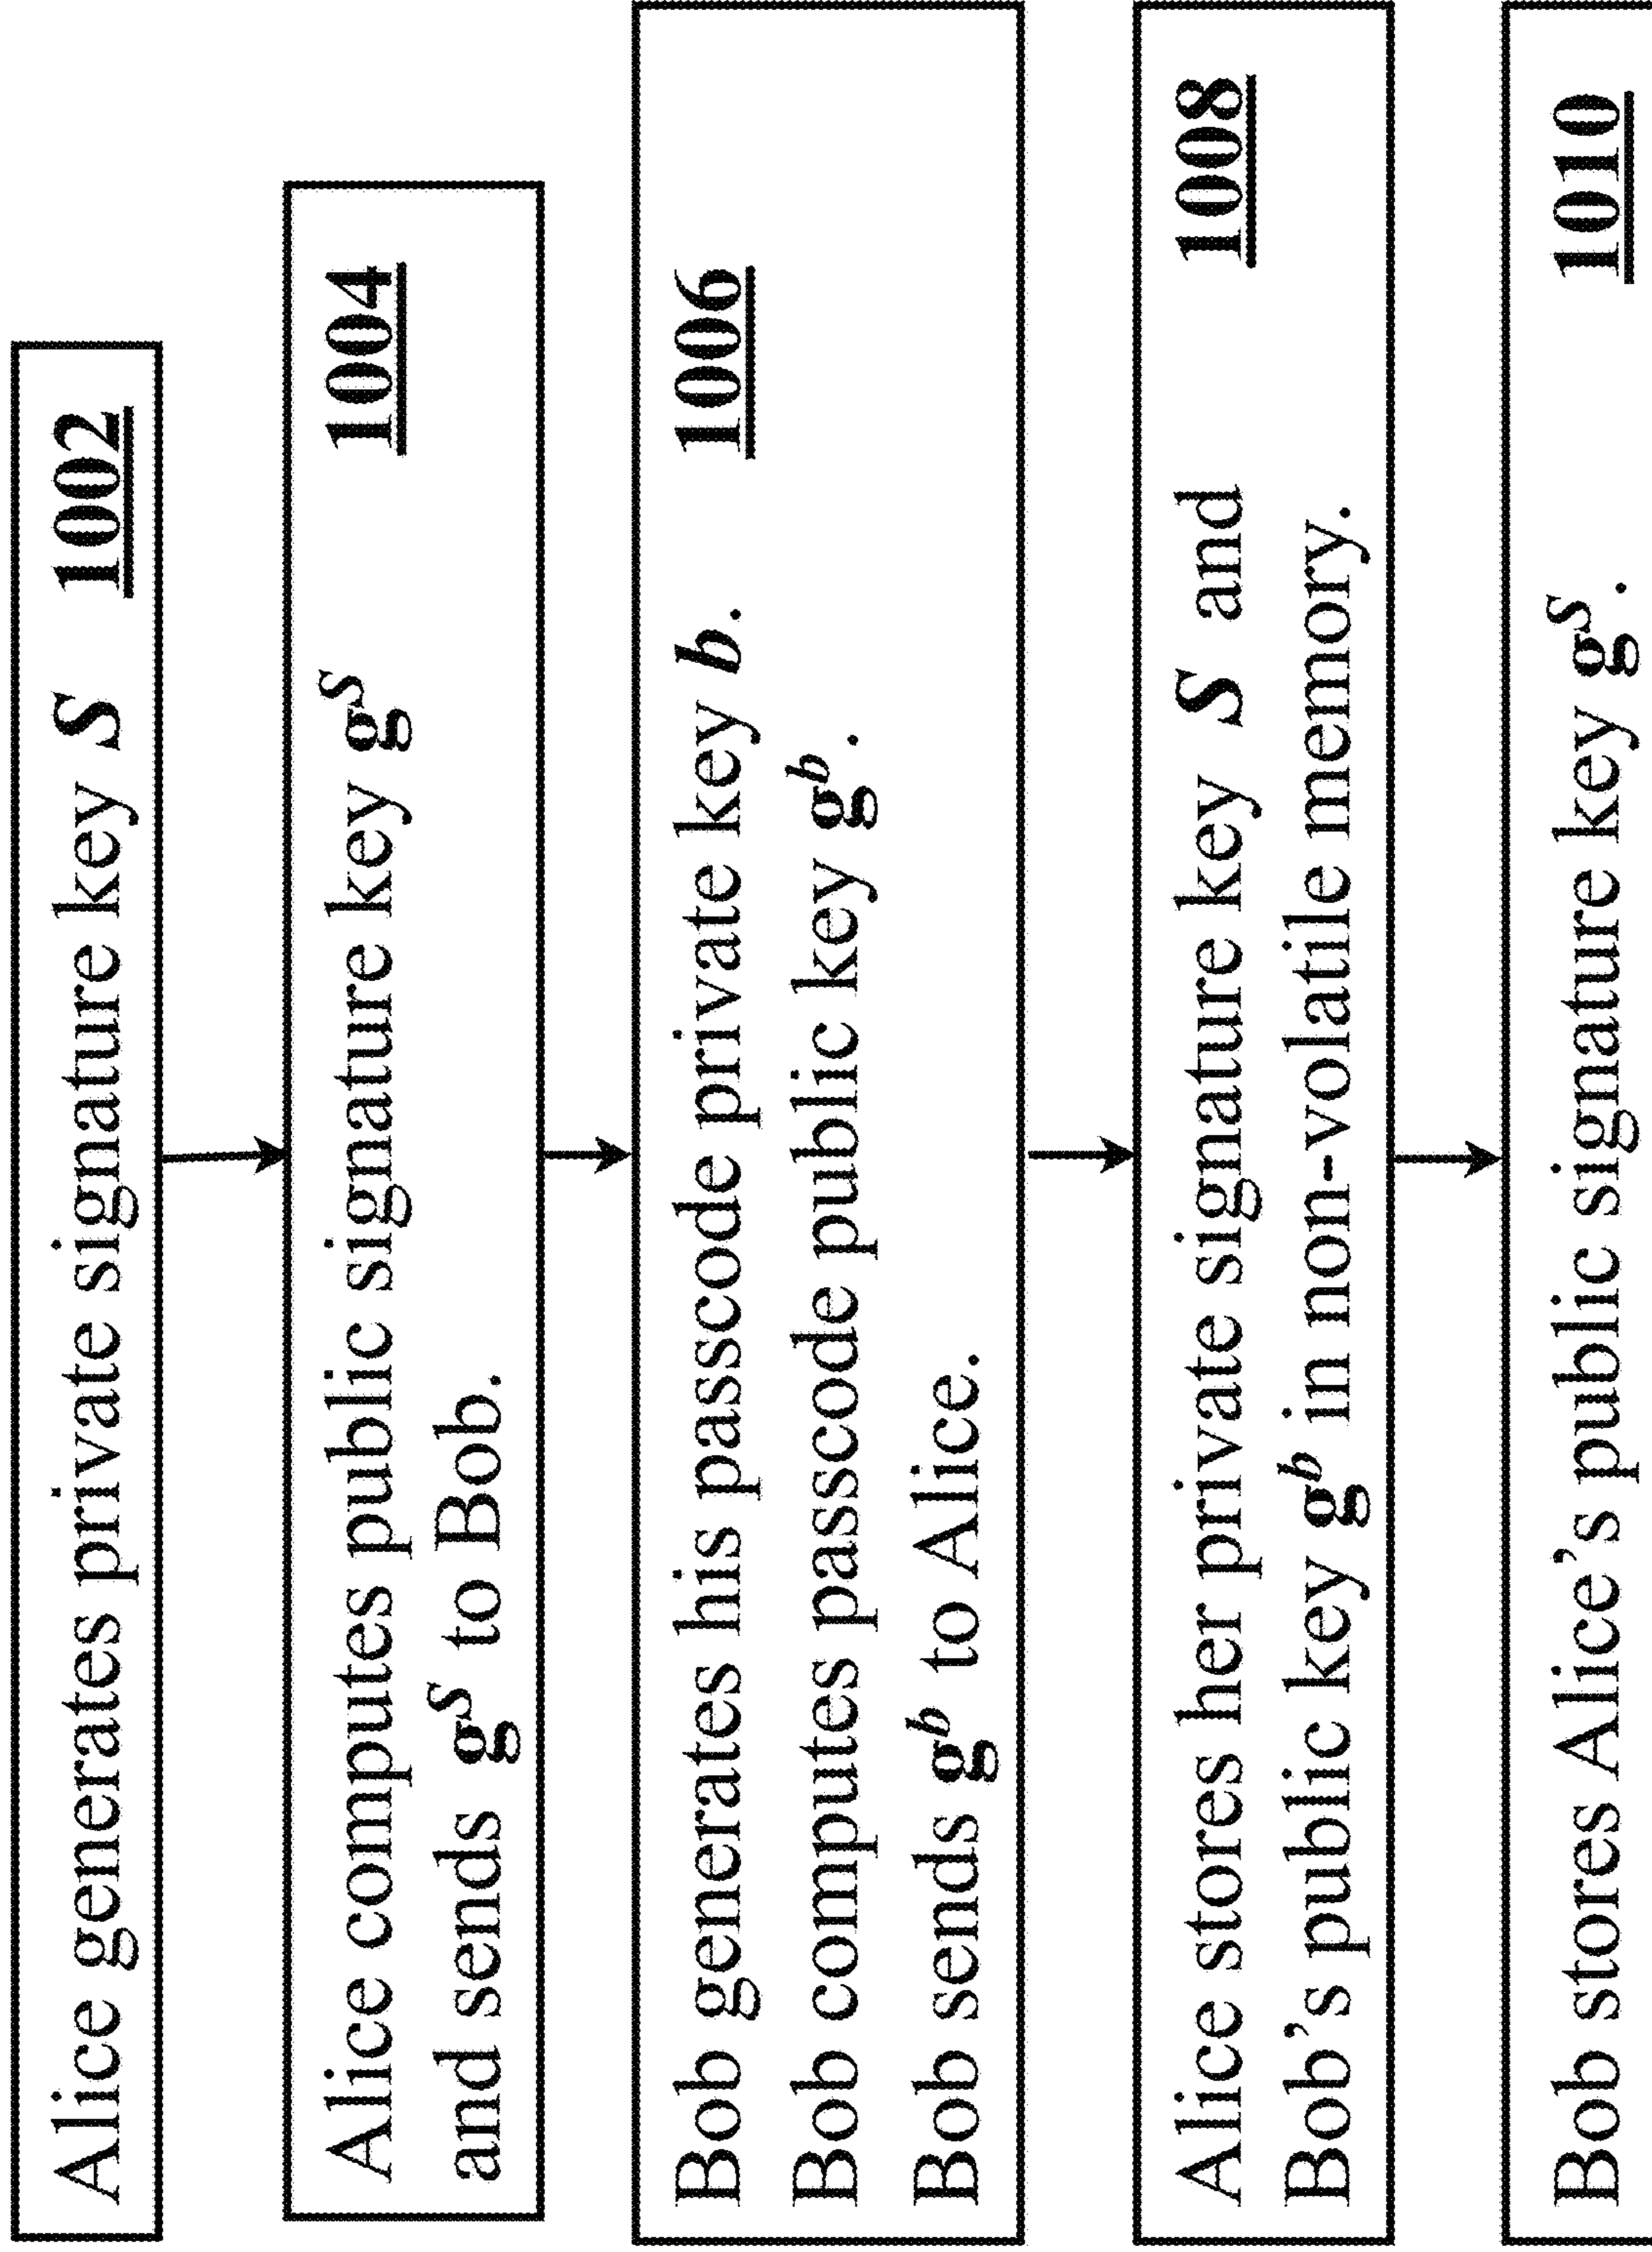 Alice generates private signature key S 1002
Alice computes public signature key g^S 1004
and sends g^S to Bob.
Bob generates his passcode private key b. 1006
Bob computes passcode public key g^b.
Bob sends g^b to Alice.
Alice stores her private signature key S and 1008
Bob's public key g^b in non-volatile memory.
Bob stores Alice's public signature key g^S. 1010